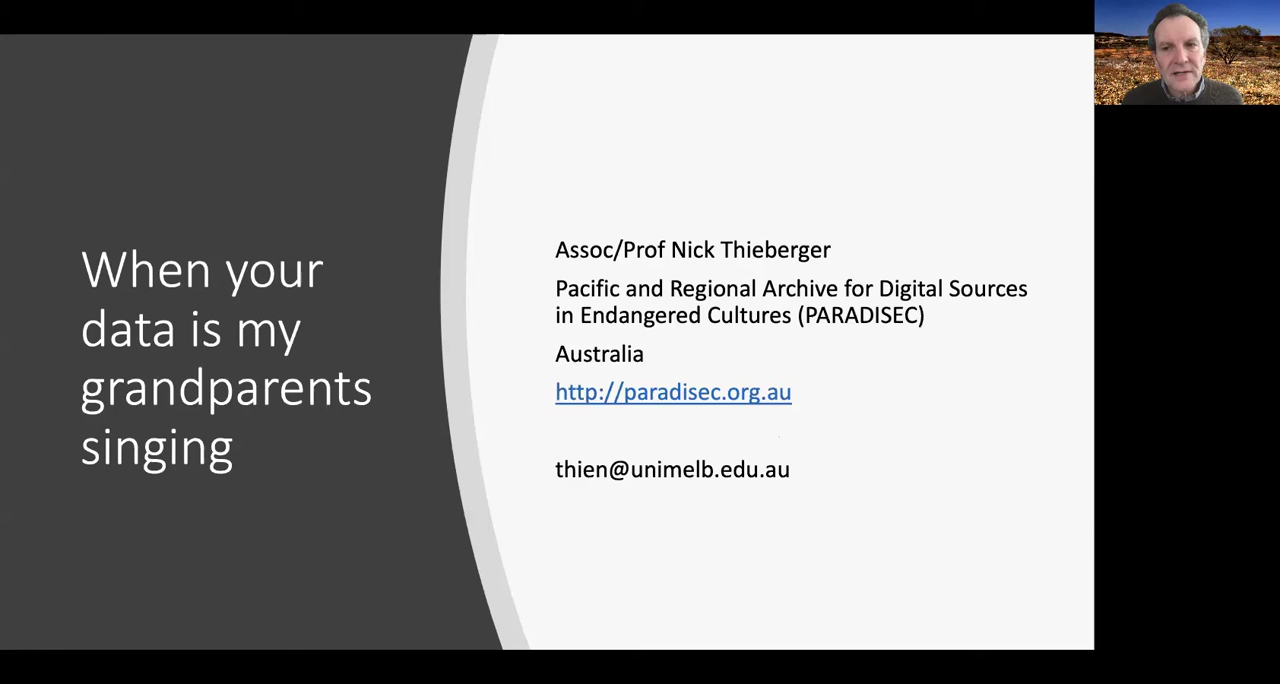 When your
data is my
grandparents
singing
Assoc/Prof Nick Thieberger
Pacific and Regional Archive for Digital Sources
in Endangered Cultures (PARADISEC)
Australia
http://paradisec.org.au
thien@unimelb.edu.au